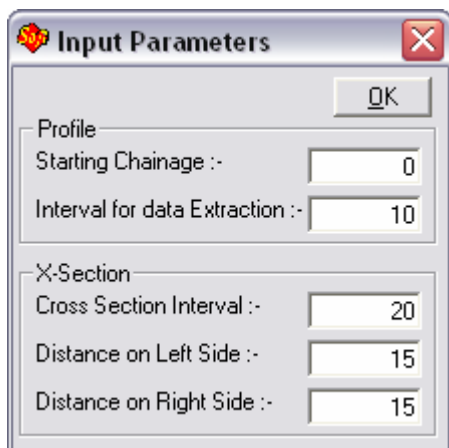 Input Parameters
OK
Profile
Starting Chainage :- 0
Interval for data Extraction :- 10
X-Section
Cross Section Interval :- 20
Distance on Left Side :- 15
Distance on Right Side :- 15